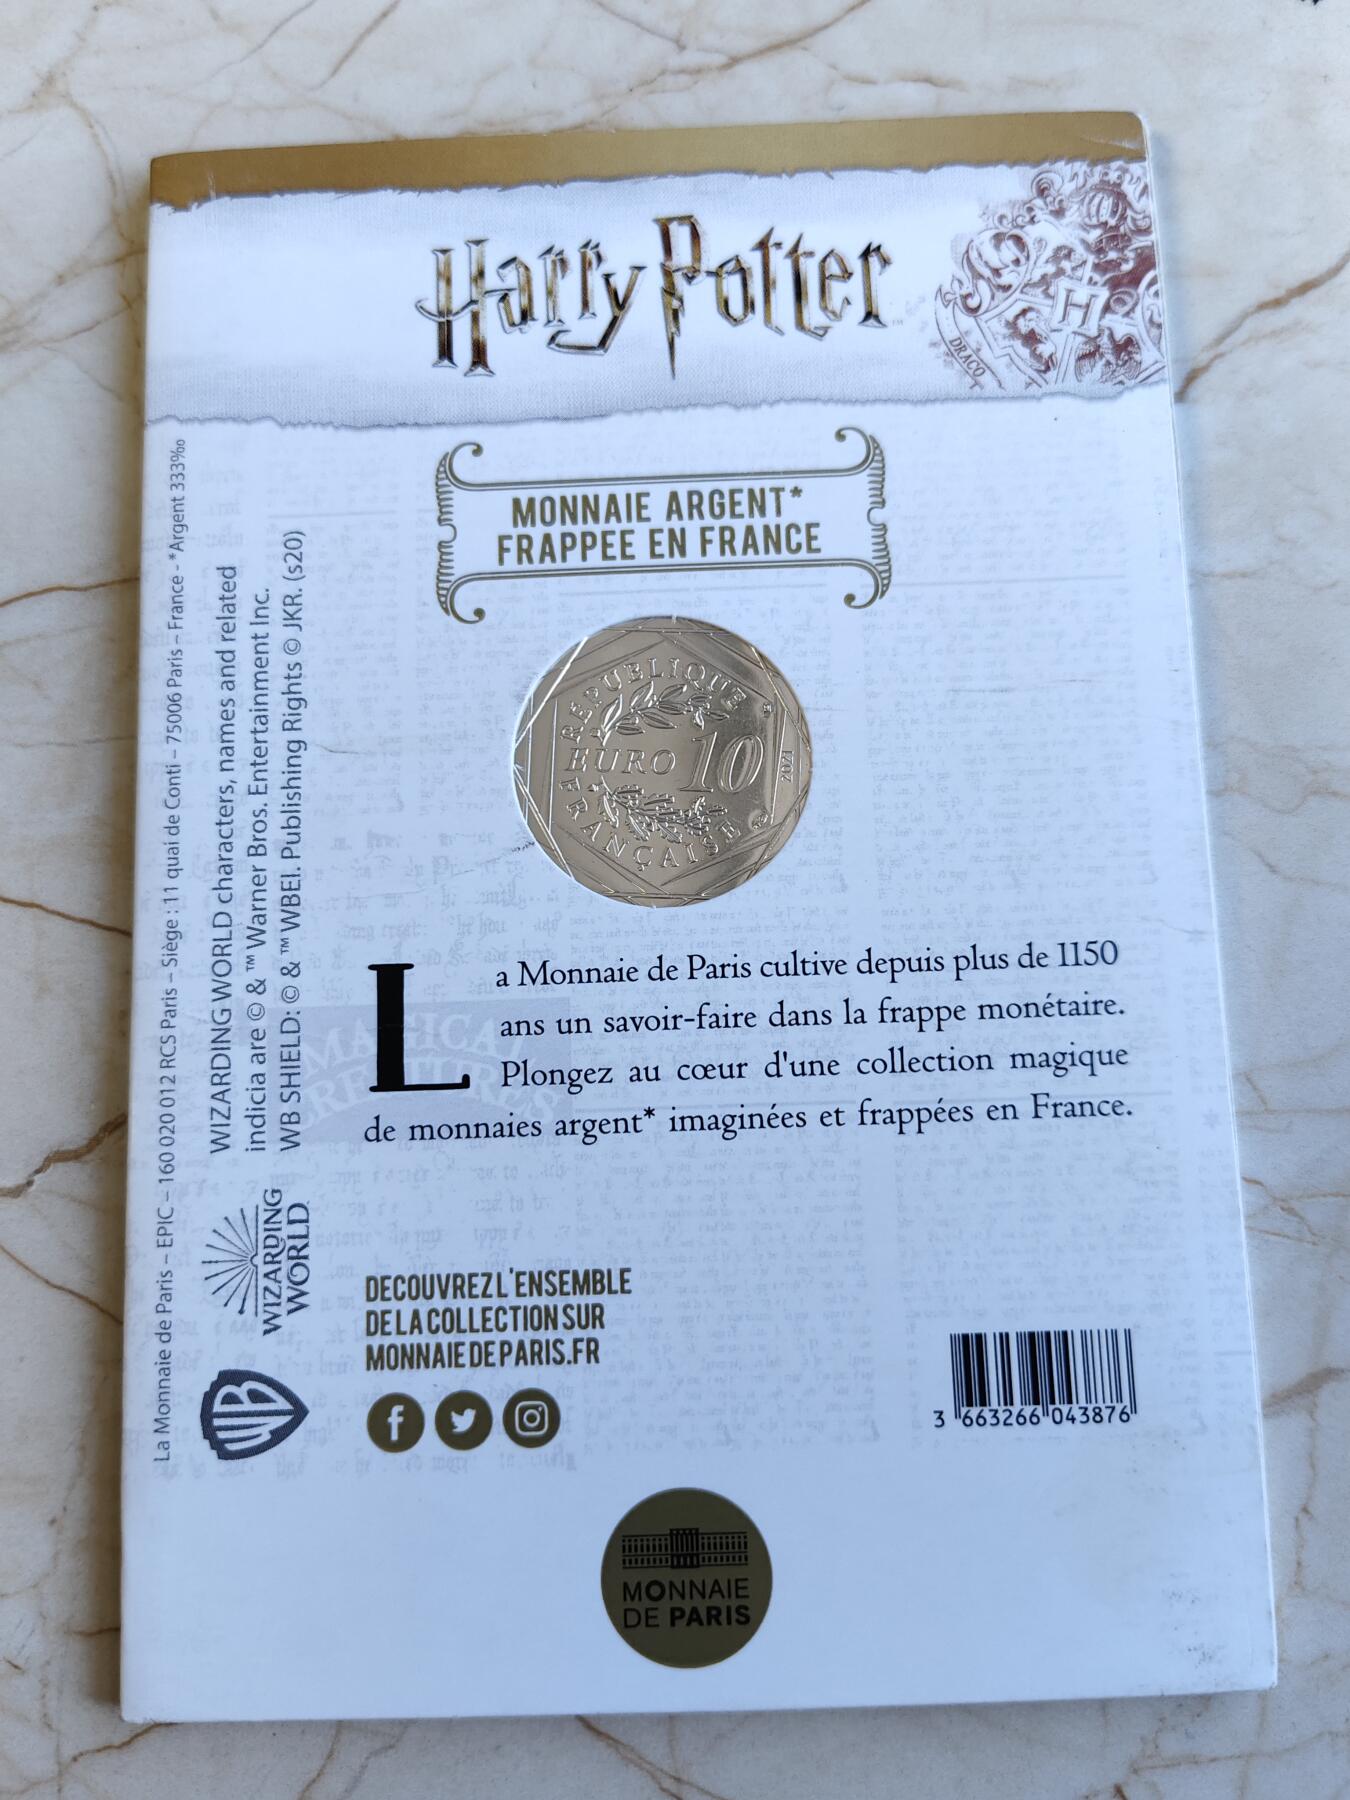 Harry Potter
™
DRACO
H
MONNAIE ARGENT*
FRAPPEE EN FRANCE
REPUBLIQUE
EURO 10
2021
FRANÇAISE
La Monnaie de Paris cultive depuis plus de 1150
ans un savoir-faire dans la frappe monétaire.
Plongez au cœur d'une collection magique
de monnaies argent* imaginées et frappées en France.
MAGICAL
CREATURES
DECOUVREZ L'ENSEMBLE
DE LA COLLECTION SUR
MONNAIEDEPARIS.FR
3 663266 043876
MONNAIE
DE PARIS
La Monnaie de Paris – EPIC – 160 020 012 RCS Paris – Siège : 11 quai de Conti – 75006 Paris – France - *Argent 333‰
WIZARDING WORLD characters, names and related
indicia are © & ™ Warner Bros. Entertainment Inc.
WB SHIELD: © & ™ WBEI. Publishing Rights © JKR. (s20)
WIZARDING
WORLD
WB